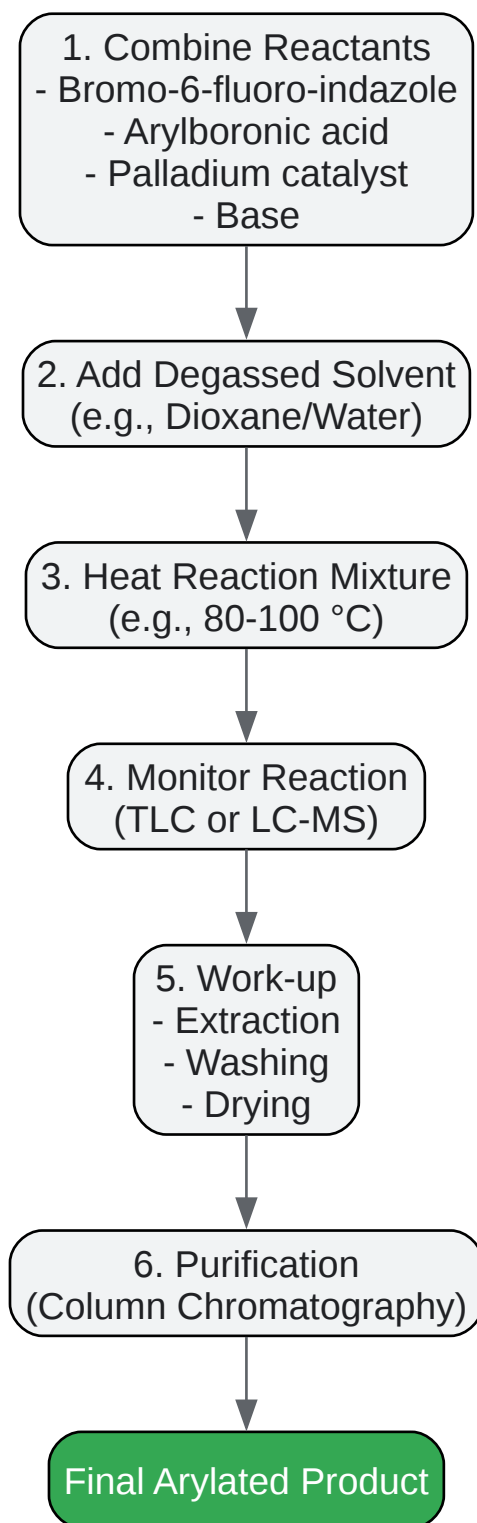 1. Combine Reactants
- Bromo-6-fluoro-indazole
- Arylboronic acid
- Palladium catalyst
- Base
2. Add Degassed Solvent
(e.g., Dioxane/Water)
3. Heat Reaction Mixture
(e.g., 80-100 °C)
4. Monitor Reaction
(TLC or LC-MS)
5. Work-up
- Extraction
- Washing
- Drying
6. Purification
(Column Chromatography)
Final Arylated Product